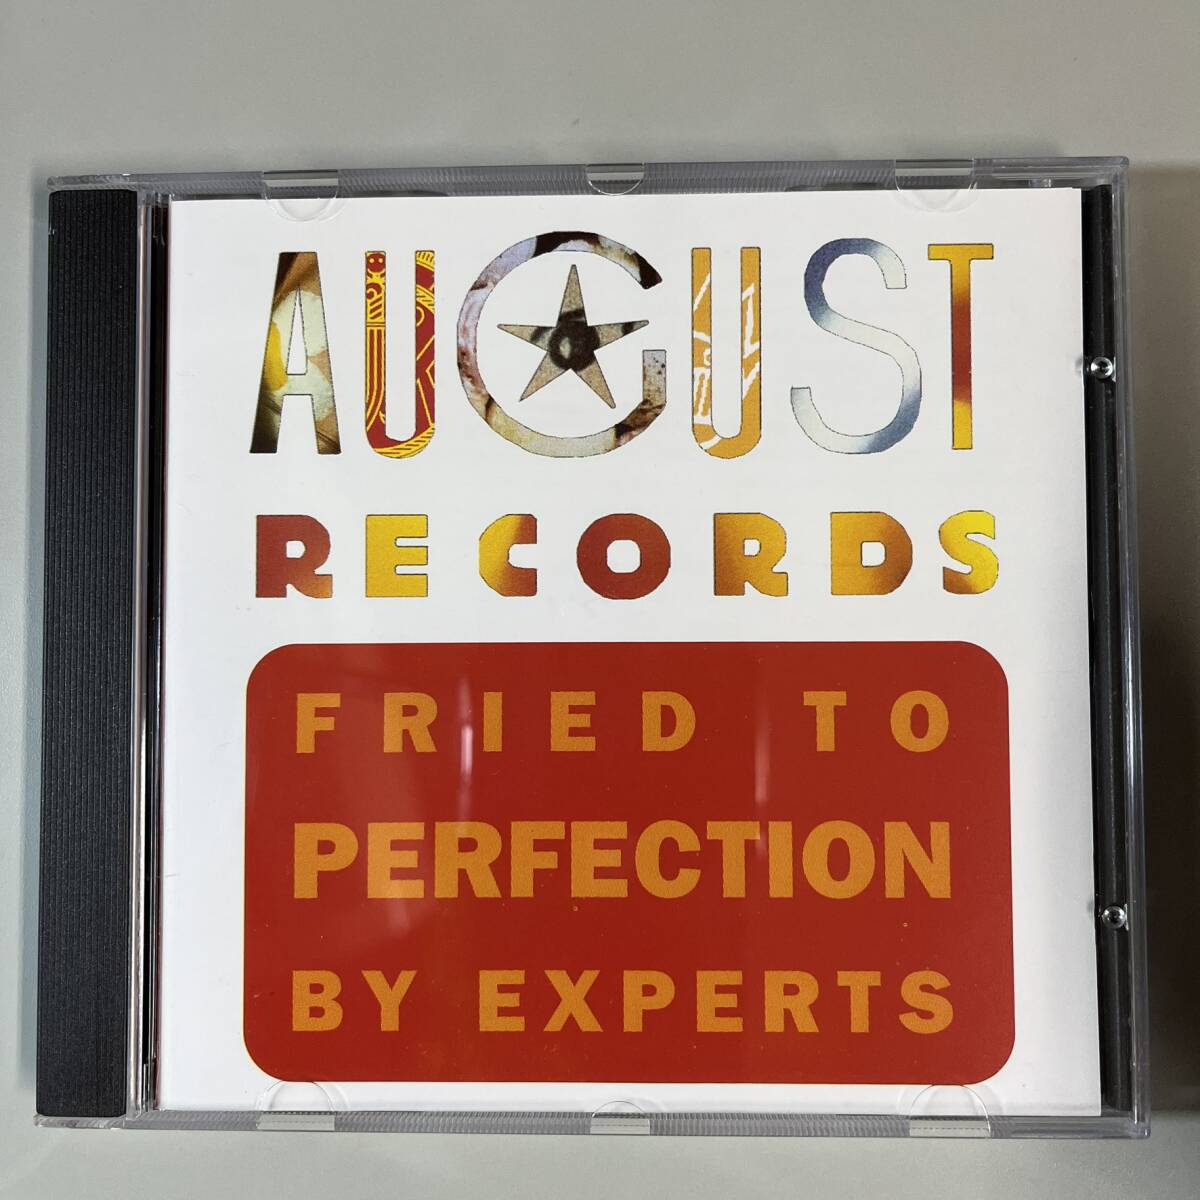 AUGUST
RECORDS
FRIED TO
PERFECTION
BY EXPERTS